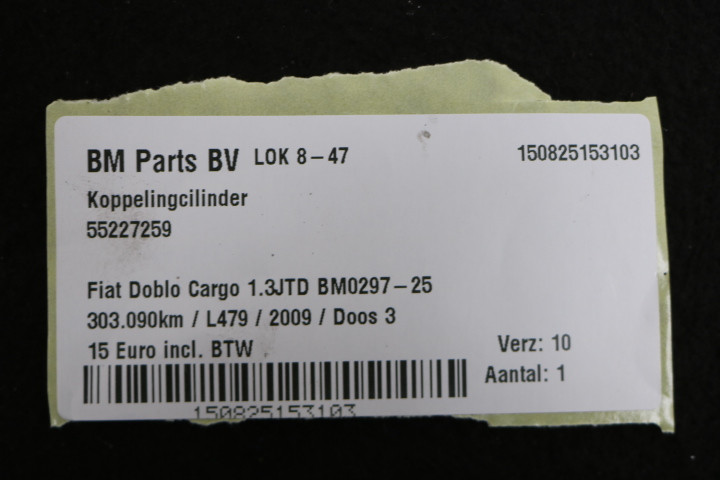 BM Parts BV LOK 8-47 150825153103
Koppelingcilinder
55227259
Fiat Doblo Cargo 1.3JTD BM0297-25
303.090km / L479 / 2009 / Doos 3
15 Euro incl. BTW Verz: 10
Aantal: 1
150825153103